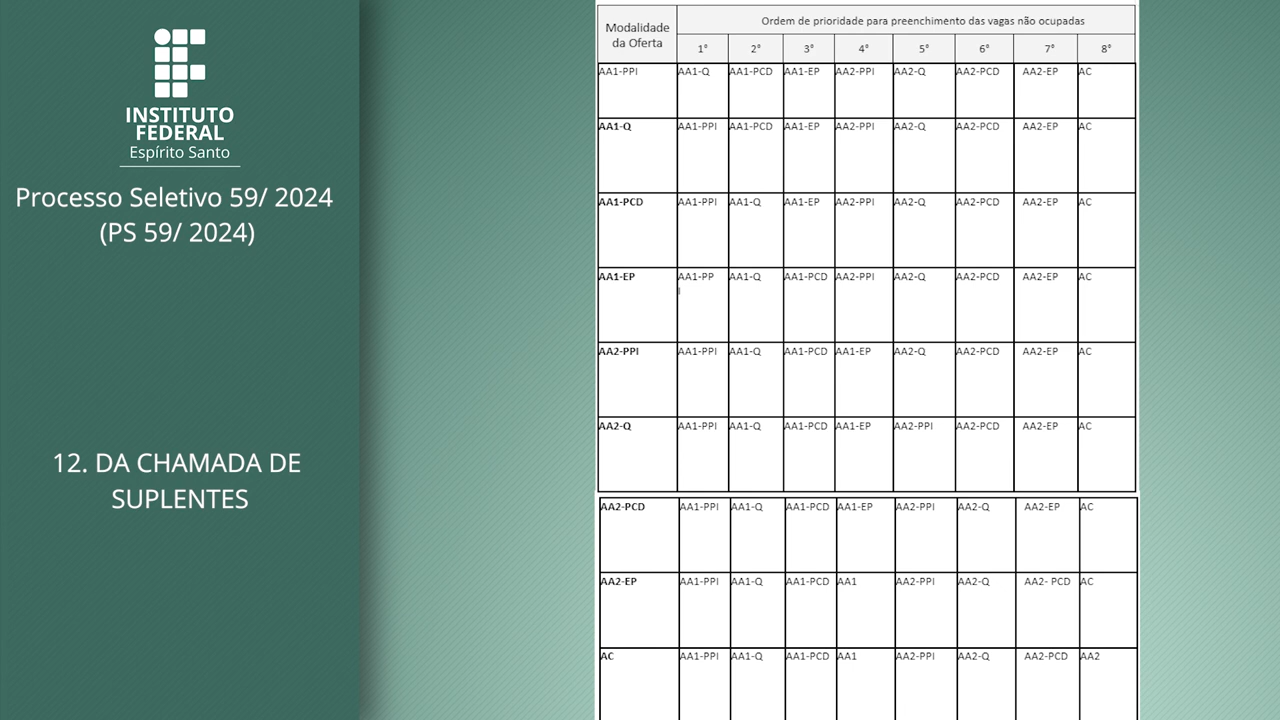 INSTITUTO
FEDERAL
Espírito Santo
Processo Seletivo 59/ 2024
(PS 59/ 2024)
12. DA CHAMADA DE
SUPLENTES
Modalidade da Oferta
Ordem de prioridade para preenchimento das vagas não ocupadas
1° 2° 3° 4° 5° 6° 7° 8°
AA1-PPI AA1-Q AA1-PCD AA1-EP AA2-PPI AA2-Q AA2-PCD AA2-EP AC
AA1-Q AA1-PPI AA1-PCD AA1-EP AA2-PPI AA2-Q AA2-PCD AA2-EP AC
AA1-PCD AA1-PPI AA1-Q AA1-EP AA2-PPI AA2-Q AA2-PCD AA2-EP AC
AA1-EP AA1-PPI AA1-Q AA1-PCD AA2-PPI AA2-Q AA2-PCD AA2-EP AC
AA2-PPI AA1-PPI AA1-Q AA1-PCD AA1-EP AA2-Q AA2-PCD AA2-EP AC
AA2-Q AA1-PPI AA1-Q AA1-PCD AA1-EP AA2-PPI AA2-PCD AA2-EP AC
AA2-PCD AA1-PPI AA1-Q AA1-PCD AA1-EP AA2-PPI AA2-Q AA2-EP AC
AA2-EP AA1-PPI AA1-Q AA1-PCD AA1 AA2-PPI AA2-Q AA2- PCD AC
AC AA1-PPI AA1-Q AA1-PCD AA1 AA2-PPI AA2-Q AA2-PCD AA2